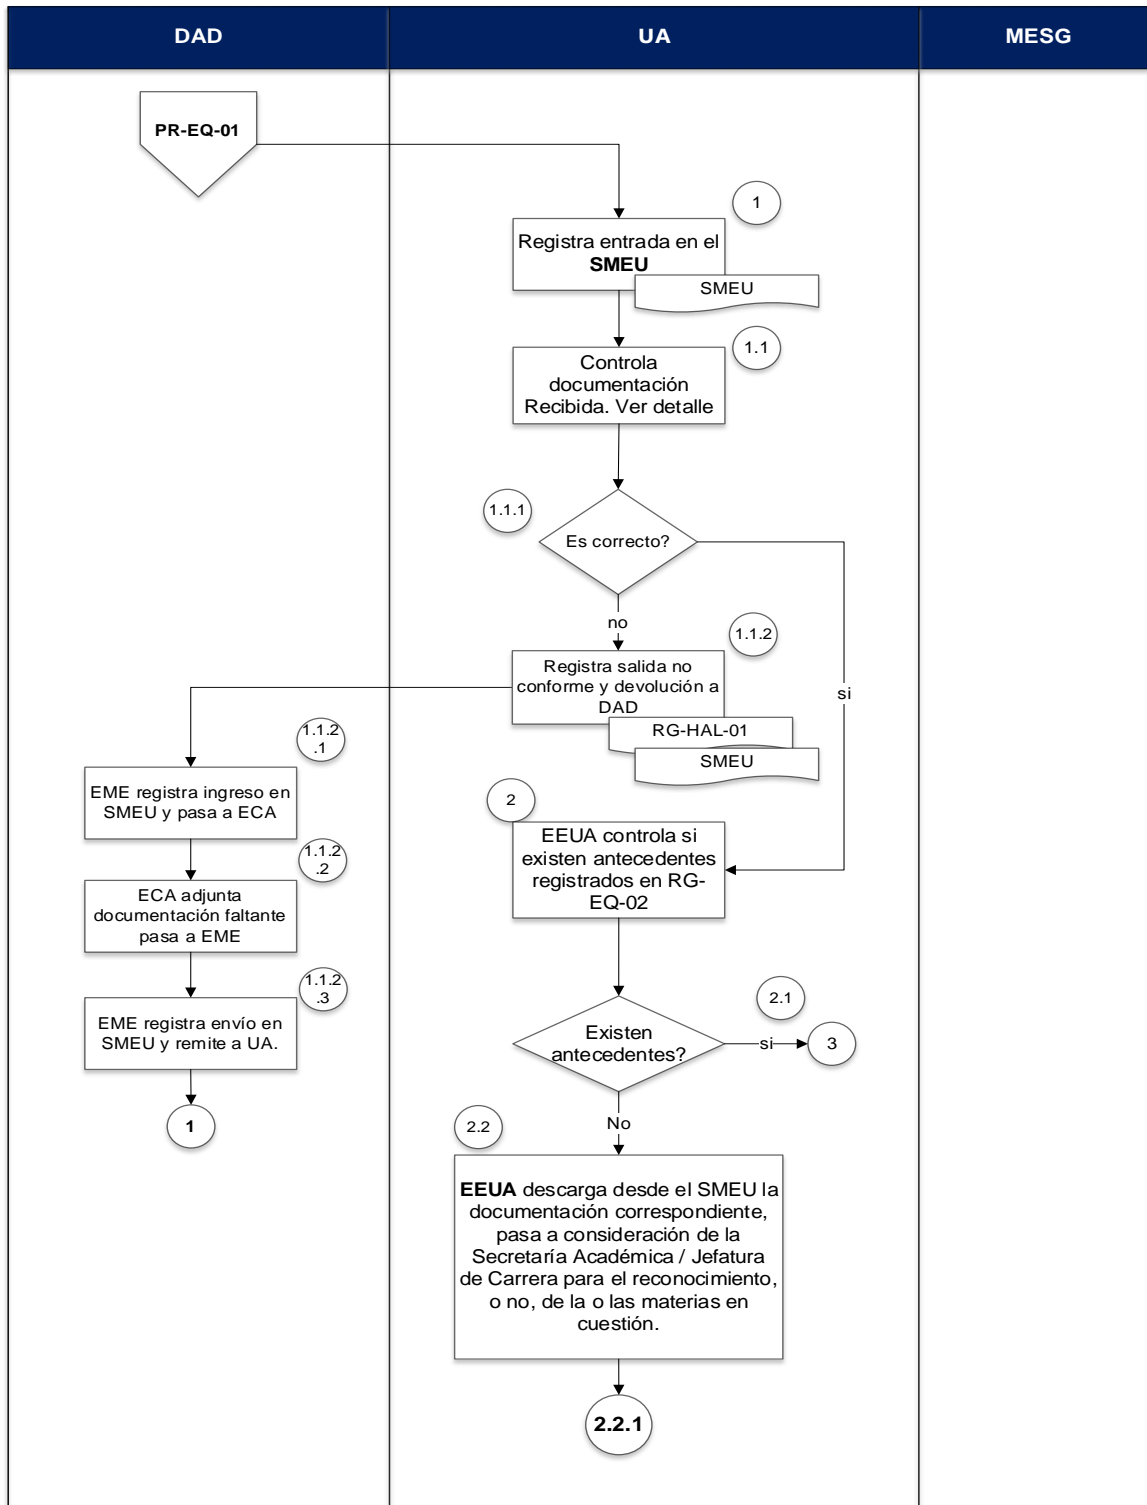 DAD
UA
MESG
PR-EQ-01
1
Registra entrada en el
SMEU
SMEU
1.1
Controla
documentación
Recibida. Ver detalle
1.1.1
Es correcto?
no
si
1.1.2
Registra salida no
conforme y devolución a
DAD
RG-HAL-01
SMEU
1.1.2
.1
EME registra ingreso en
SMEU y pasa a ECA
1.1.2
.2
ECA adjunta
documentación faltante
pasa a EME
1.1.2
.3
EME registra envío en
SMEU y remite a UA.
1
2
EEUA controla si
existen antecedentes
registrados en RG-
EQ-02
2.1
Existen
antecedentes?
si
3
No
2.2
EEUA descarga desde el SMEU la
documentación correspondiente,
pasa a consideración de la
Secretaría Académica / Jefatura
de Carrera para el reconocimiento,
o no, de la o las materias en
cuestión.
2.2.1